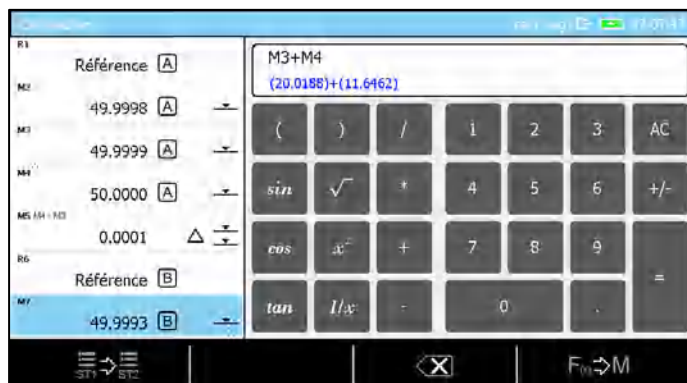 R1
Référence A
M2
49.9998 A
M3
49.9999 A
M4
50.0000 A
M5 M4 - M3
0.0001
R6
Référence B
M7
49.9993 B
M3+M4
(20.0188)+(11.6462)
( ) / 1 2 3 AC
sin √ * 4 5 6 +/-
cos x² + 7 8 9 =
tan 1/x - 0 .
ST1 ST2
F(x) M